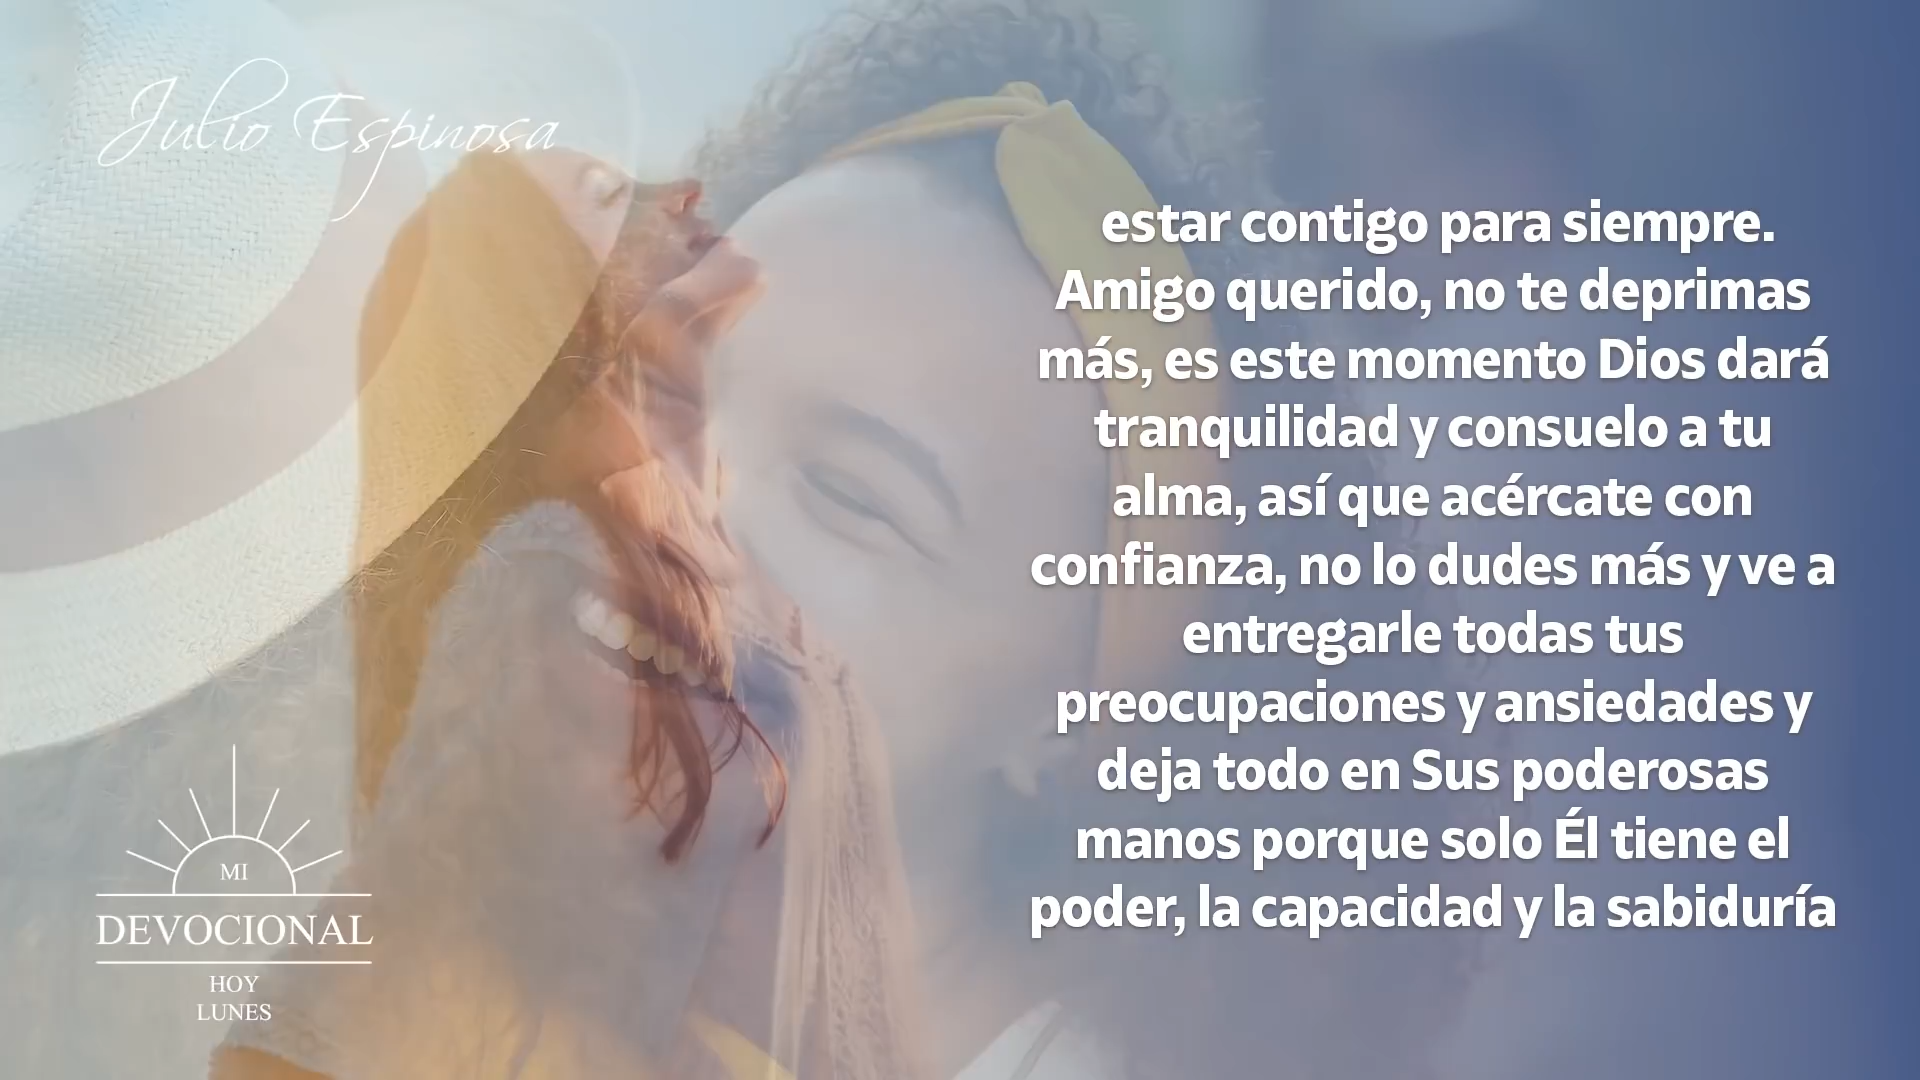 Julio Espinosa
estar contigo para siempre.
Amigo querido, no te deprimas
más, es este momento Dios dará
tranquilidad y consuelo a tu
alma, así que acércate con
confianza, no lo dudes más y ve a
entregarle todas tus
preocupaciones y ansiedades y
deja todo en Sus poderosas
manos porque solo Él tiene el
poder, la capacidad y la sabiduría
MI
DEVOCIONAL
HOY
LUNES